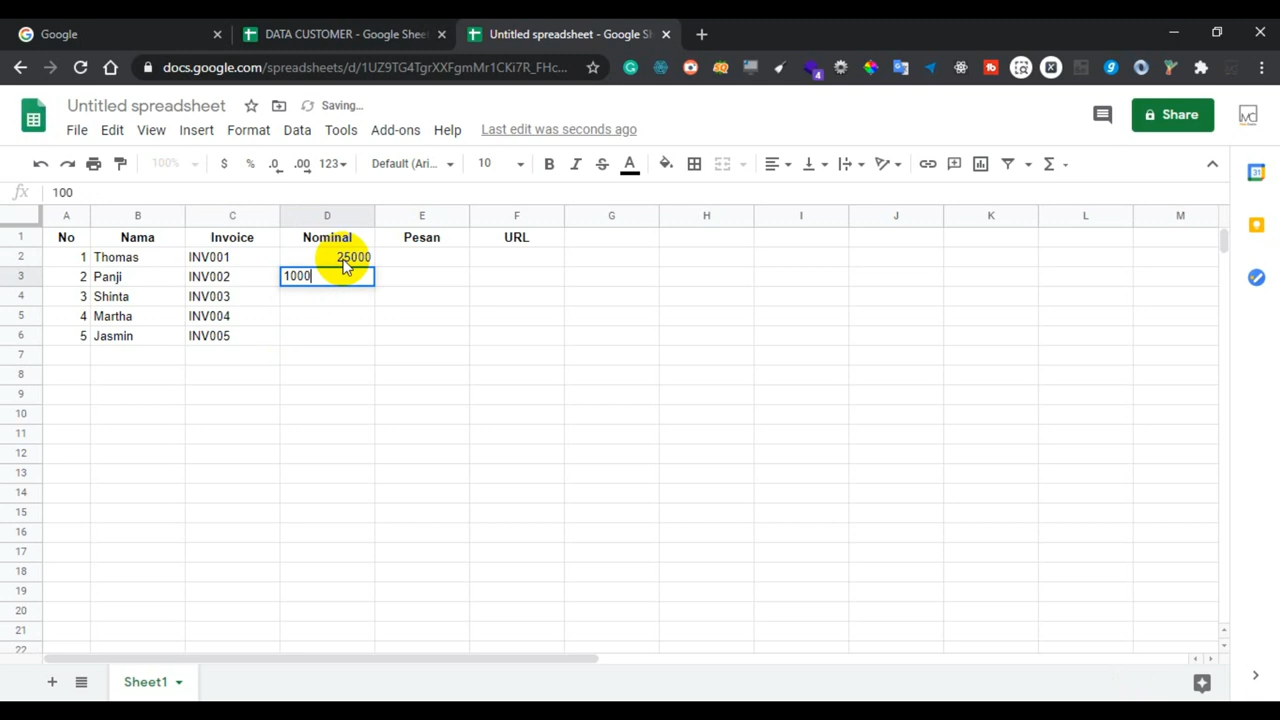 Google
DATA CUSTOMER - Google Sheet
Untitled spreadsheet - Google Sh
docs.google.com/spreadsheets/d/1UZ9TG4TgrXXFgmMr1CKi7R_FHc...
4
Untitled spreadsheet
Saving...
File Edit View Insert Format Data Tools Add-ons Help Last edit was seconds ago
Share
100% $ % .0 .00 123 Default (Ari... 10 B I S A Σ
31
fx 100
A B C D E F G H I J K L M
1 No Nama Invoice Nominal Pesan URL
2 1 Thomas INV001 25000
3 2 Panji INV002 1000
4 3 Shinta INV003
5 4 Martha INV004
6 5 Jasmin INV005
7
8
9
10
11
12
13
14
15
16
17
18
19
20
21
22
Sheet1